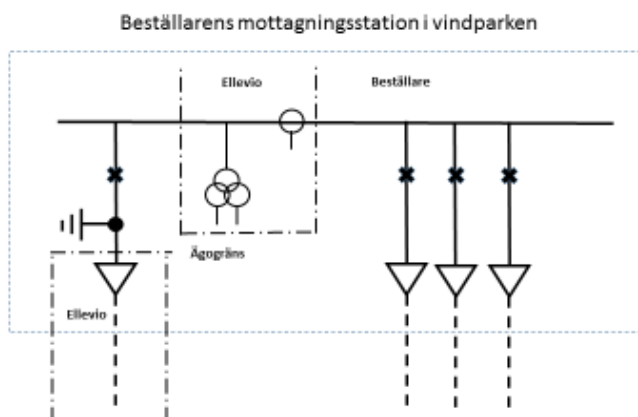 Beställarens mottagningsstation i vindparken
Ellevio
Beställare
Ägogräns
Ellevio